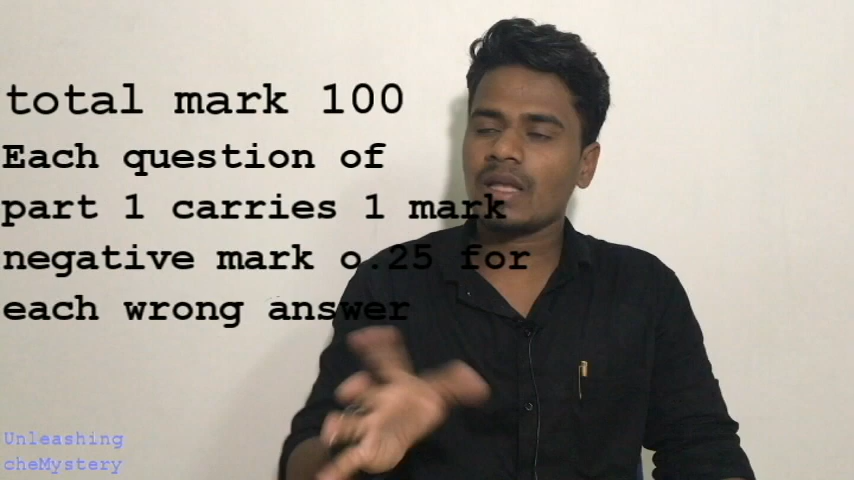 total mark 100
Each question of
part 1 carries 1 mark
negative mark o.25 for
each wrong answer
Unleashing
cheMystery